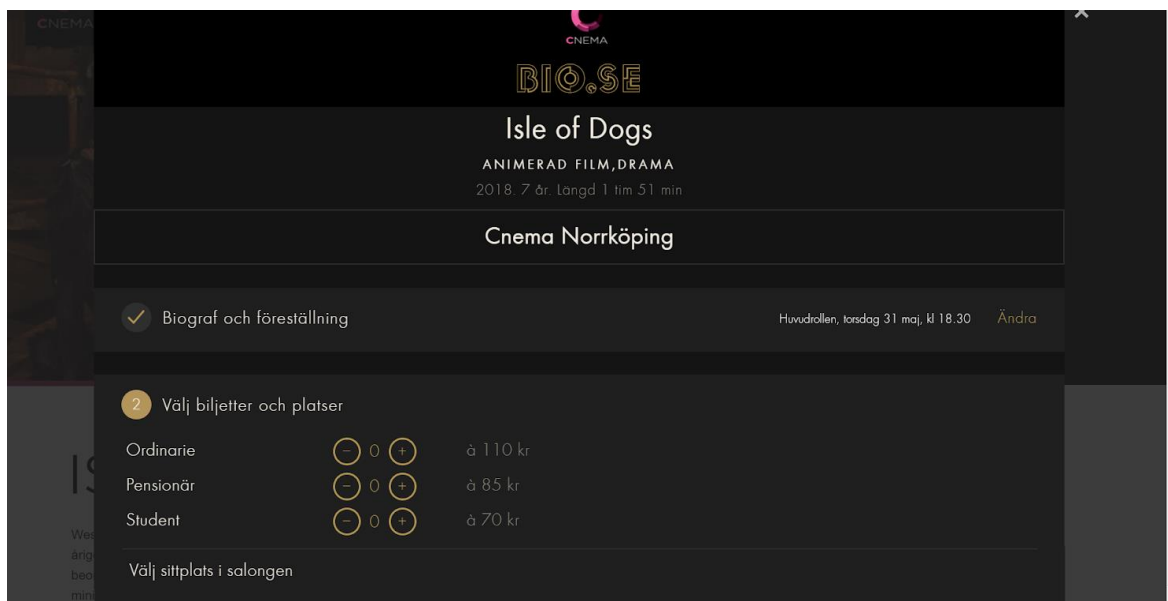 CNEMA
CNEMA
BIO.SE
Isle of Dogs
ANIMERAD FILM,DRAMA
2018. 7 år. Längd 1 tim 51 min
Cnema Norrköping
Biograf och föreställning
Huvudrollen, torsdag 31 maj, kl 18.30 Ändra
2 Välj biljetter och platser
Ordinarie − 0 + à 110 kr
Pensionär − 0 + à 85 kr
Student − 0 + à 70 kr
Välj sittplats i salongen